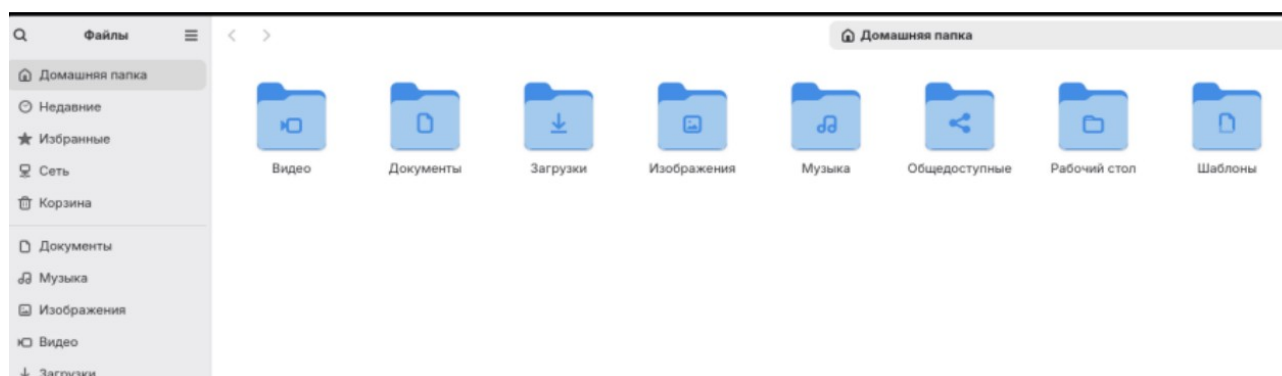 Файлы
Домашняя папка
Домашняя папка
Недавние
Избранные
Сеть
Корзина
Документы
Музыка
Изображения
Видео
Загрузки
Видео
Документы
Загрузки
Изображения
Музыка
Общедоступные
Рабочий стол
Шаблоны